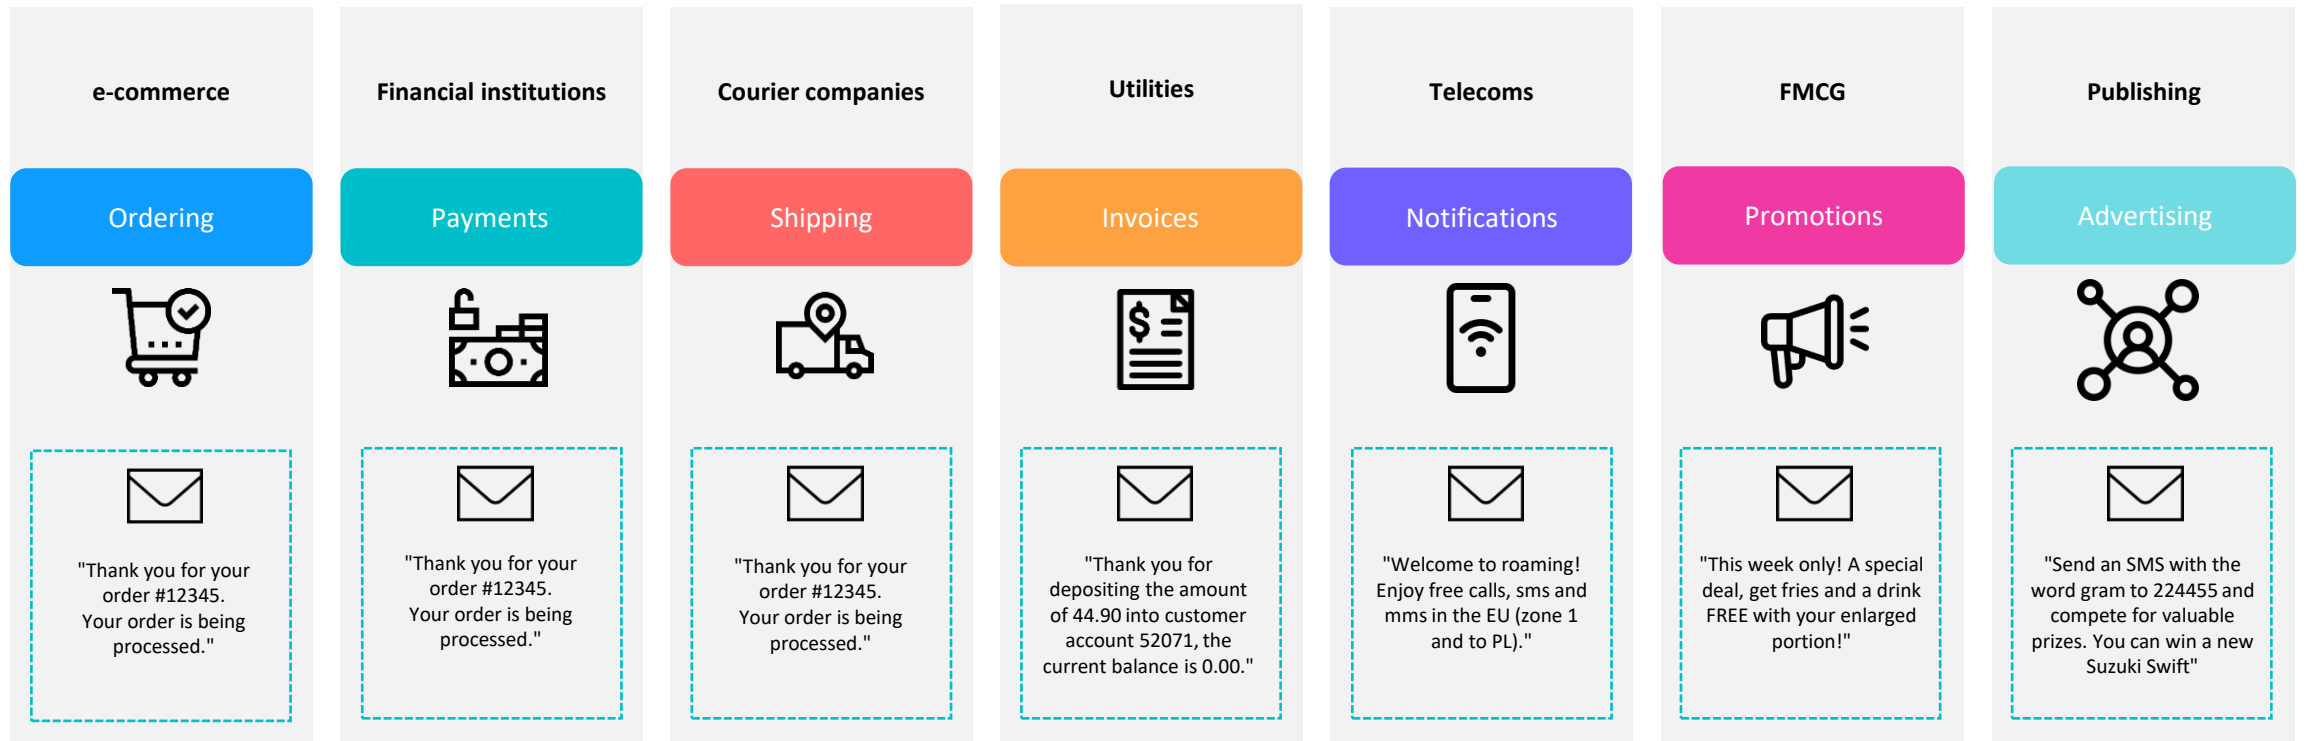 e-commerce
Financial institutions
Courier companies
Utilities
Telecoms
FMCG
Publishing
Ordering
Payments
Shipping
Invoices
Notifications
Promotions
Advertising
$
"Thank you for your
order #12345.
Your order is being
processed."
"Thank you for your
order #12345.
Your order is being
processed."
"Thank you for your
order #12345.
Your order is being
processed."
"Thank you for
depositing the amount
of 44.90 into customer
account 52071, the
current balance is 0.00."
"Welcome to roaming!
Enjoy free calls, sms and
mms in the EU (zone 1
and to PL)."
"This week only! A special
deal, get fries and a drink
FREE with your enlarged
portion!"
"Send an SMS with the
word gram to 224455 and
compete for valuable
prizes. You can win a new
Suzuki Swift"